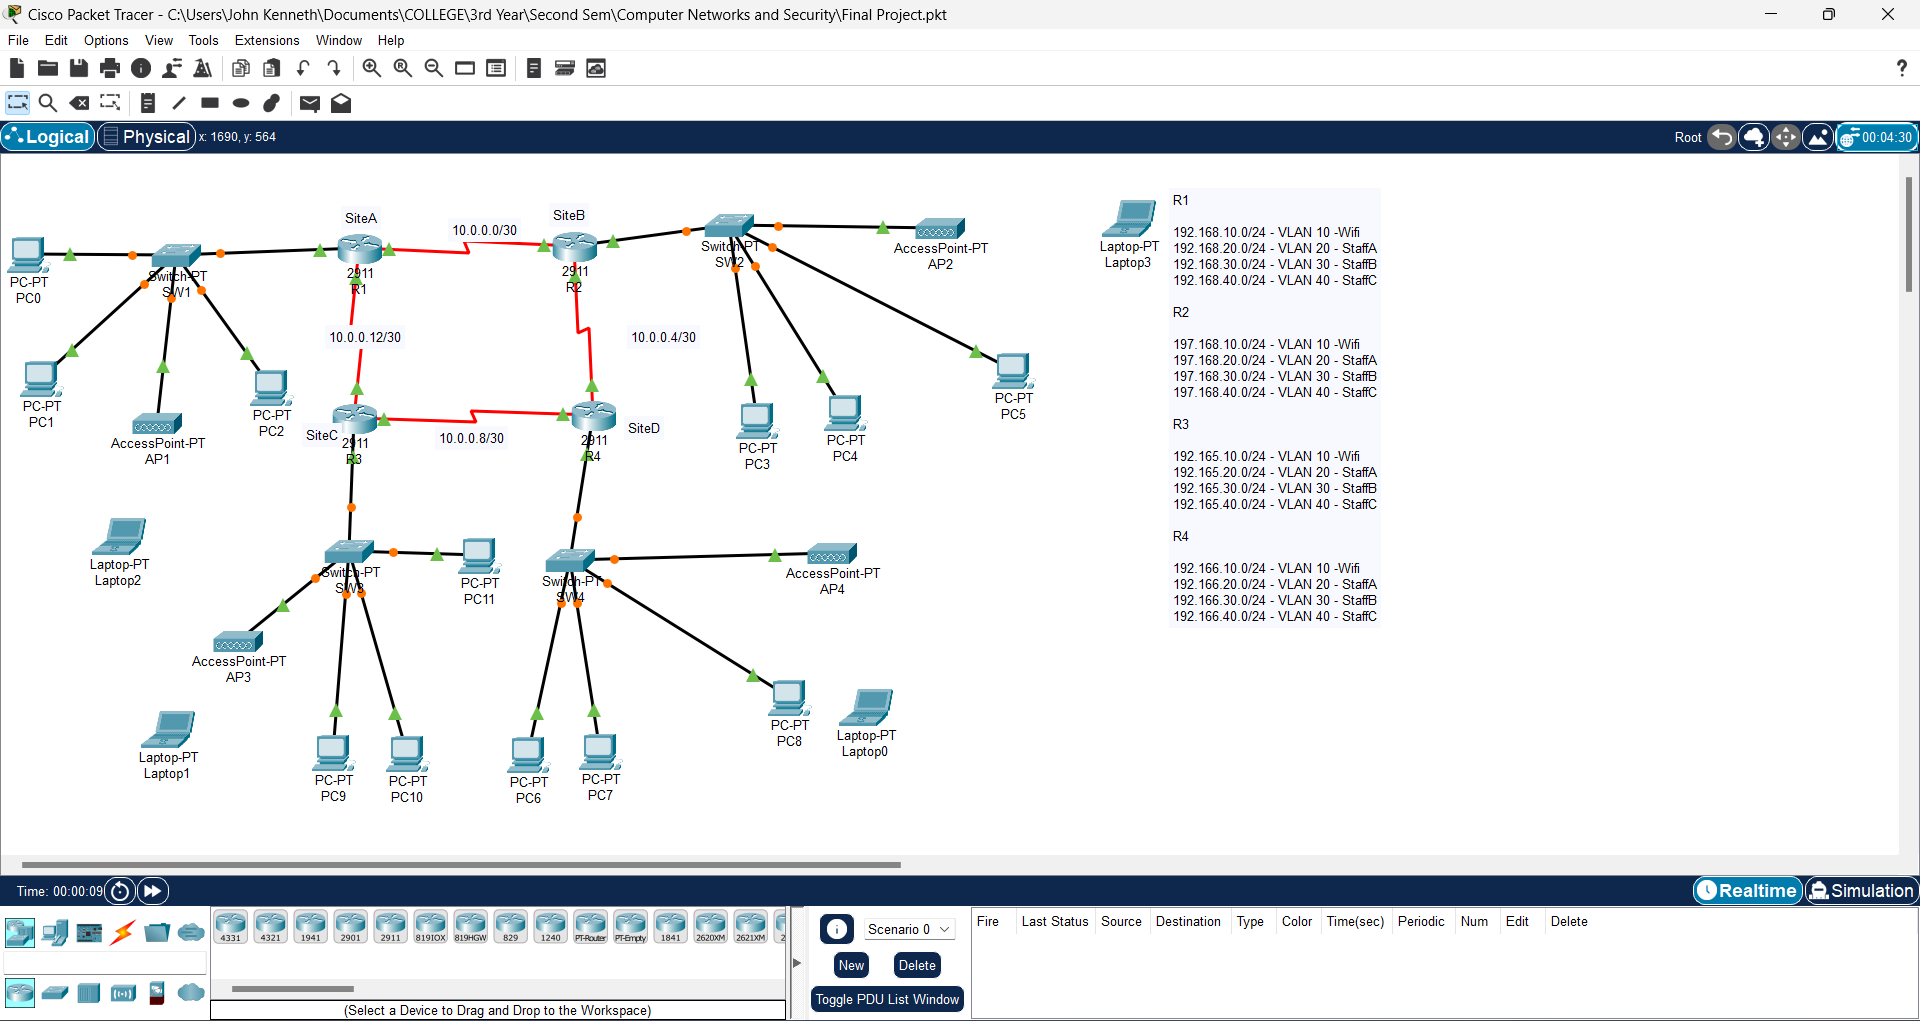 Cisco Packet Tracer - C:\Users\John Kenneth\Documents\COLLEGE\3rd Year\Second Sem\Computer Networks and Security\Final Project.pkt
File Edit Options View Tools Extensions Window Help
Logical Physical x: 1690, y: 564 Root 00:04:30
SiteA
10.0.0.0/30
SiteB
PC-PT
PC0
Switch-PT
SW1
2911
R1
2911
R2
Switch-PT
SW2
AccessPoint-PT
AP2
Laptop-PT
Laptop3
10.0.0.12/30
10.0.0.4/30
PC-PT
PC1
AccessPoint-PT
AP1
PC-PT
PC2
SiteC
2911
R3
10.0.0.8/30
2911
R4
SiteD
PC-PT
PC3
PC-PT
PC4
PC-PT
PC5
Laptop-PT
Laptop2
Switch-PT
SW3
PC-PT
PC11
Switch-PT
SW4
AccessPoint-PT
AP4
AccessPoint-PT
AP3
Laptop-PT
Laptop1
PC-PT
PC9
PC-PT
PC10
PC-PT
PC6
PC-PT
PC7
PC-PT
PC8
Laptop-PT
Laptop0
R1
192.168.10.0/24 - VLAN 10 -Wifi
192.168.20.0/24 - VLAN 20 - StaffA
192.168.30.0/24 - VLAN 30 - StaffB
192.168.40.0/24 - VLAN 40 - StaffC
R2
197.168.10.0/24 - VLAN 10 -Wifi
197.168.20.0/24 - VLAN 20 - StaffA
197.168.30.0/24 - VLAN 30 - StaffB
197.168.40.0/24 - VLAN 40 - StaffC
R3
192.165.10.0/24 - VLAN 10 -Wifi
192.165.20.0/24 - VLAN 20 - StaffA
192.165.30.0/24 - VLAN 30 - StaffB
192.165.40.0/24 - VLAN 40 - StaffC
R4
192.166.10.0/24 - VLAN 10 -Wifi
192.166.20.0/24 - VLAN 20 - StaffA
192.166.30.0/24 - VLAN 30 - StaffB
192.166.40.0/24 - VLAN 40 - StaffC
Time: 00:00:09 Realtime Simulation
4331 4321 1941 2901 2911 819IOX 819HGW 829 1240 PT-Router PT-Empty 1841 2620XM 2621XM 2
(Select a Device to Drag and Drop to the Workspace)
Scenario 0
New Delete
Toggle PDU List Window
Fire Last Status Source Destination Type Color Time(sec) Periodic Num Edit Delete